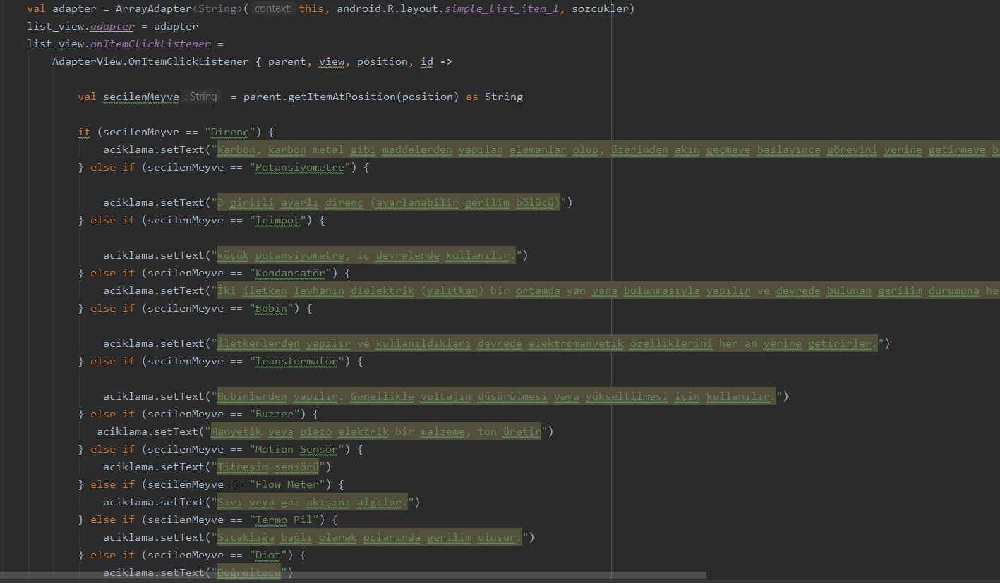 val adapter = ArrayAdapter<String>( context: this, android.R.layout.simple_list_item_1, sozcukler)
list_view.adapter = adapter
list_view.onItemClickListener =
AdapterView.OnItemClickListener { parent, view, position, id ->
val secilenMeyve : String = parent.getItemAtPosition(position) as String
if (secilenMeyve == "Direnç") {
aciklama.setText("Karbon, karbon metal gibi maddelerden yapılan elemanlar olup, üzerinden akım geçmeye başlayınca görevini yerine getirmeye
} else if (secilenMeyve == "Potansiyometre") {
aciklama.setText("3 girişli ayarlı direnç (ayarlanabilir gerilim bölücü)")
} else if (secilenMeyve == "Trimpot") {
aciklama.setText("küçük potansiyometre, iç devrelerde kullanılır.")
} else if (secilenMeyve == "Kondansatör") {
aciklama.setText("İki iletken levhanın dielektrik (yalıtkan) bir ortamda yan yana bulunmasıyla yapılır ve devrede bulunan gerilim durumuna
} else if (secilenMeyve == "Bobin") {
aciklama.setText("İletkenlerden yapılır ve kullanıldıkları devrede elektromanyetik özelliklerini her an yerine getirirler.")
} else if (secilenMeyve == "Transformatör") {
aciklama.setText("Bobinlerden yapılır. Genellikle voltajın düşürülmesi veya yükseltilmesi için kullanılır.")
} else if (secilenMeyve == "Buzzer") {
aciklama.setText("Manyetik veya piezo elektrik bir malzeme, ton üretir")
} else if (secilenMeyve == "Motion Sensör") {
aciklama.setText("Titreşim sensörü")
} else if (secilenMeyve == "Flow Meter") {
aciklama.setText("Sıvı veya gaz akışını algılar.")
} else if (secilenMeyve == "Termo Pil") {
aciklama.setText("Sıcaklığa bağlı olarak uçlarında gerilim oluşur.")
} else if (secilenMeyve == "Diot") {
aciklama.setText("Doğrultucu")